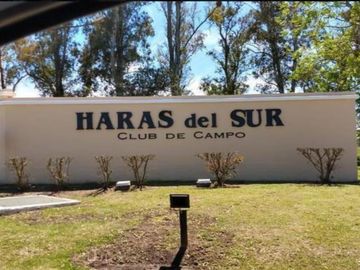 HARAS del SUR
CLUB DE CAMPO